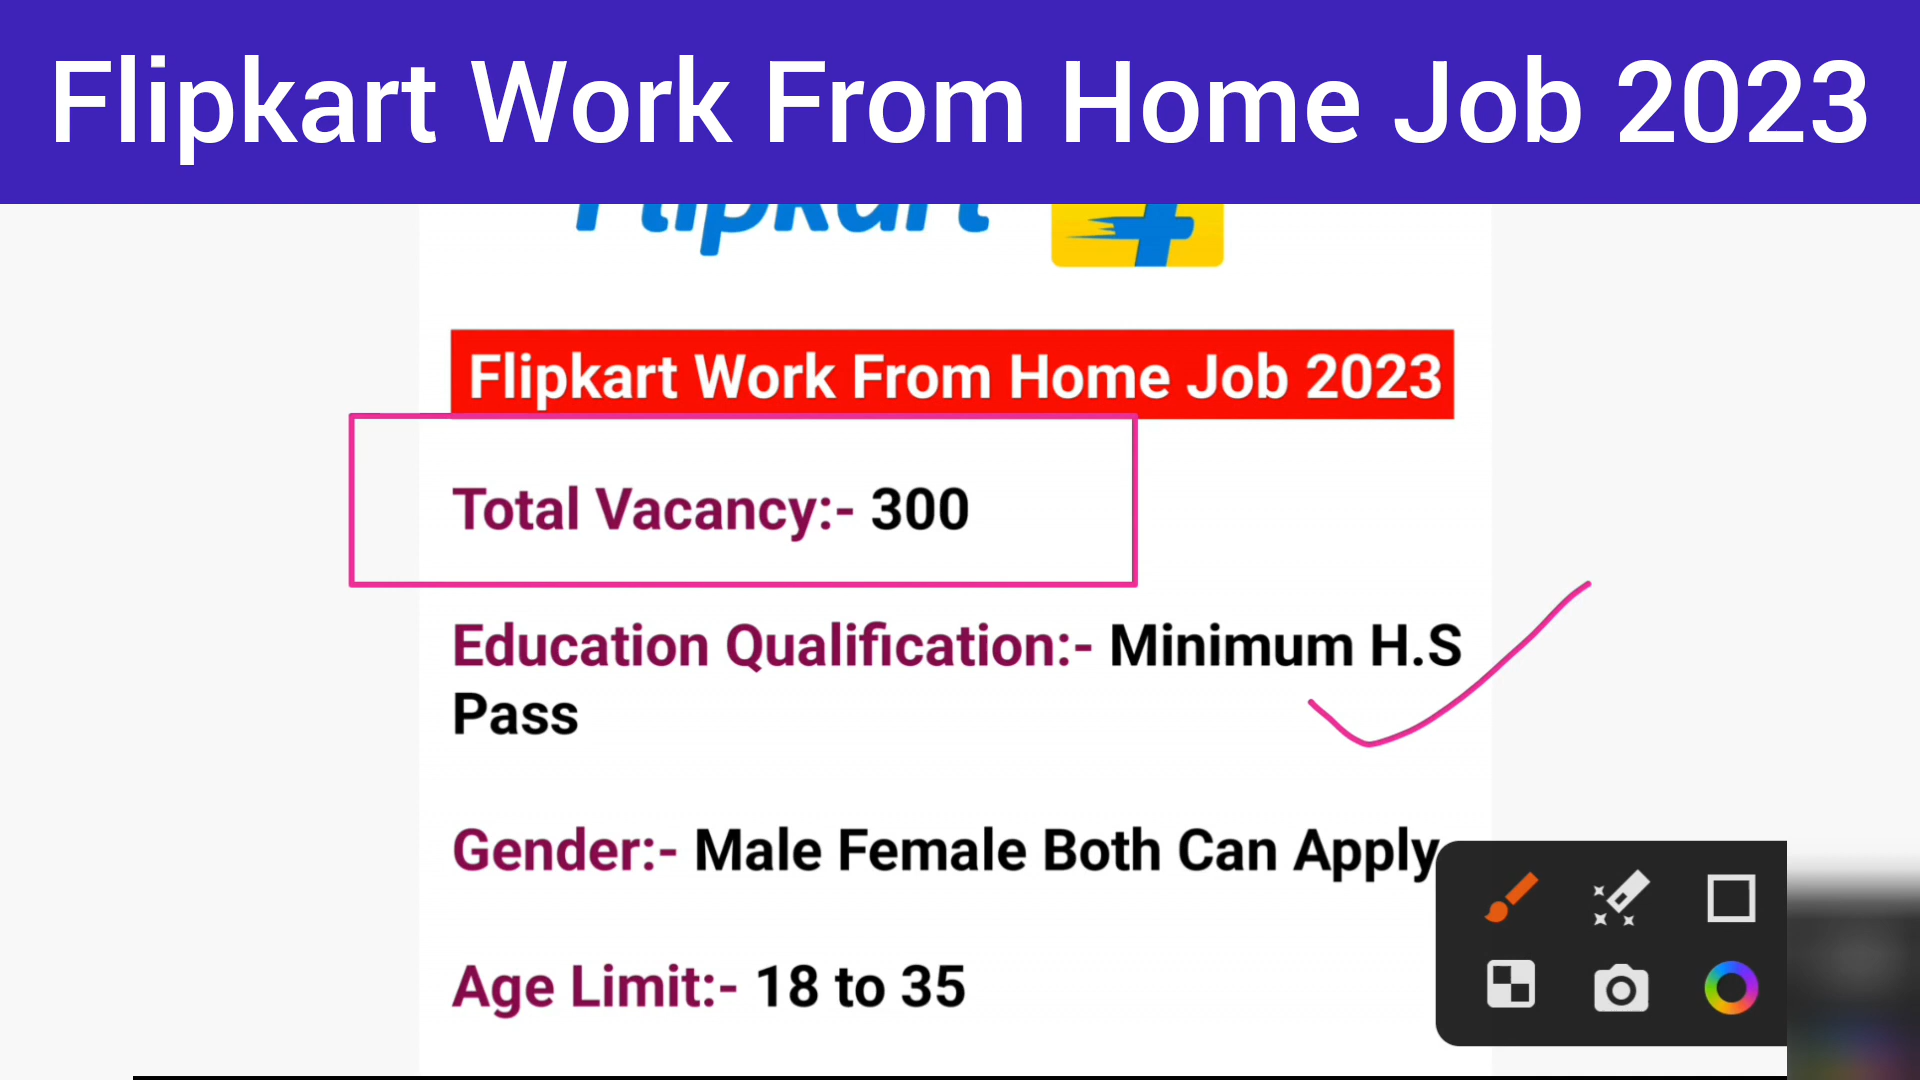 Flipkart Work From Home Job 2023
Flipkart
Flipkart Work From Home Job 2023
Total Vacancy:- 300
Education Qualification:- Minimum H.S
Pass
Gender:- Male Female Both Can Apply
Age Limit:- 18 to 35